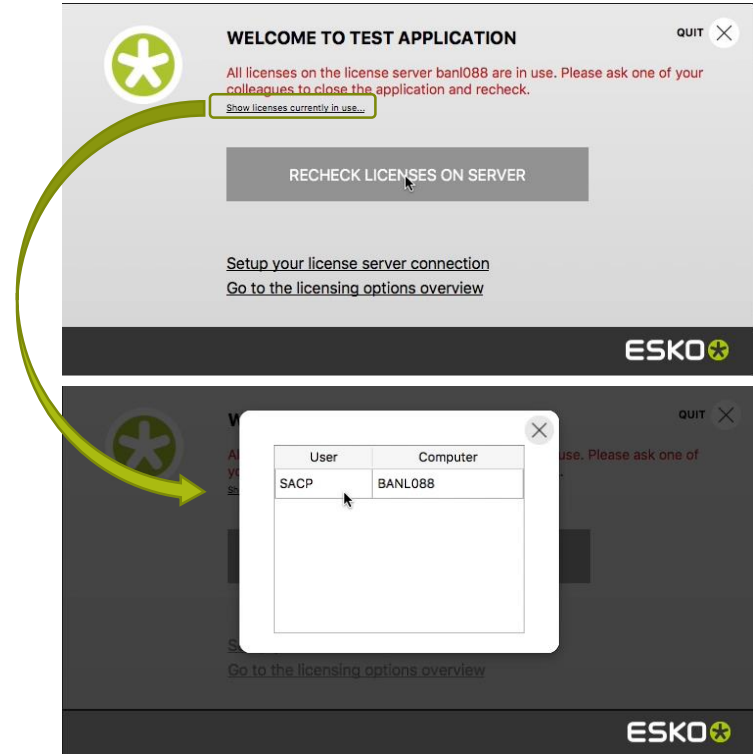 WELCOME TO TEST APPLICATION
QUIT
All licenses on the license server banl088 are in use. Please ask one of your
colleagues to close the application and recheck.
Show licenses currently in use...
RECHECK LICENSES ON SERVER
Setup your license server connection
Go to the licensing options overview
ESKO
W
QUIT
Al
use. Please ask one of
yo
Sh
User Computer
SACP BANL088
S
Go to the licensing options overview
ESKO